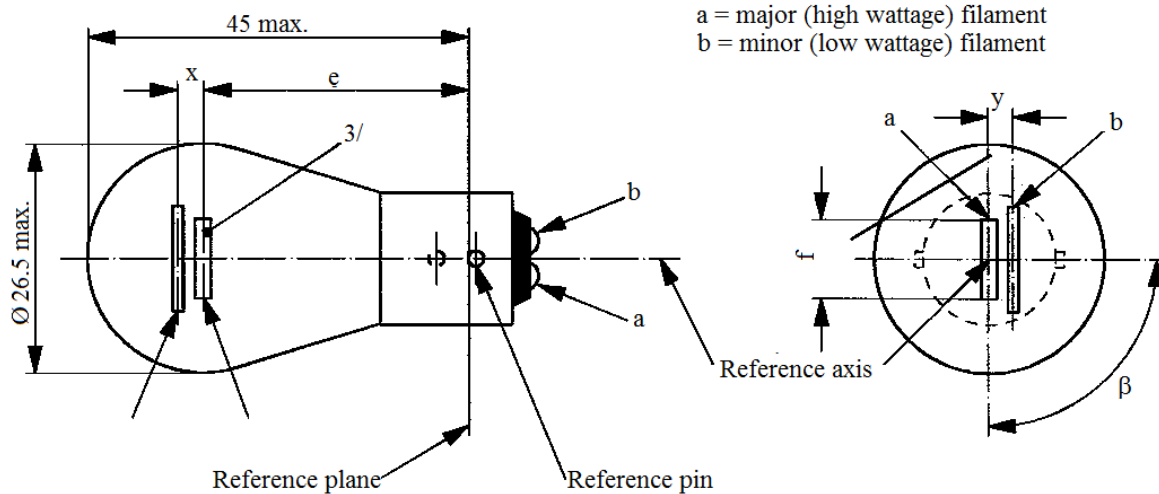 a = major (high wattage) filament
b = minor (low wattage) filament
45 max.
x
e
3/
Ø 26.5 max.
b
a
Reference plane
Reference pin
Reference axis
y
a
b
f
β